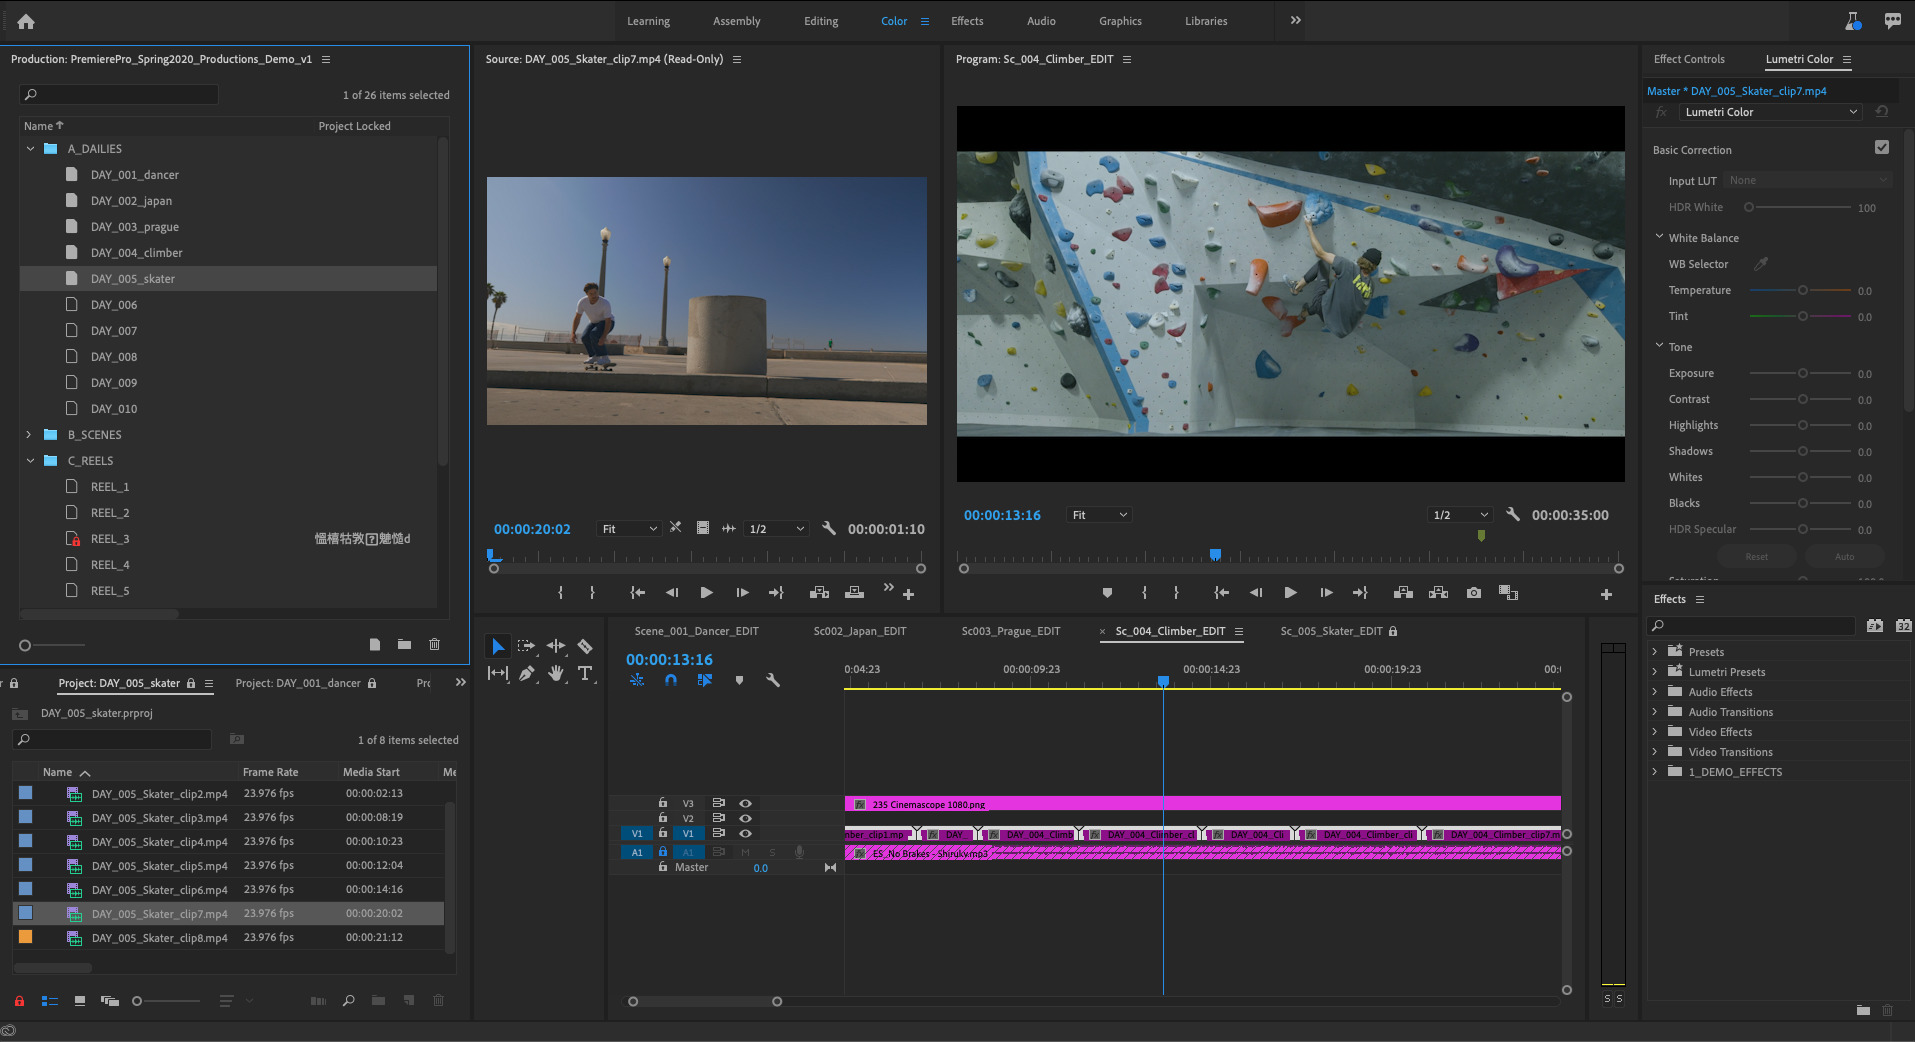 Learning Assembly Editing Color Effects Audio Graphics Libraries
Production: PremierePro_Spring2020_Productions_Demo_v1
1 of 26 items selected
Name Project Locked
A_DAILIES
DAY_001_dancer
DAY_002_japan
DAY_003_prague
DAY_004_climber
DAY_005_skater
DAY_006
DAY_007
DAY_008
DAY_009
DAY_010
B_SCENES
C_REELS
REEL_1
REEL_2
REEL_3
REEL_4
REEL_5
Source: DAY_005_Skater_clip7.mp4 (Read-Only)
00:00:20:02 Fit 1/2 00:00:01:10
Program: Sc_004_Climber_EDIT
00:00:13:16 Fit 1/2 00:00:35:00
Effect Controls Lumetri Color
Master * DAY_005_Skater_clip7.mp4
fx Lumetri Color
Basic Correction
Input LUT None
HDR White 100
White Balance
WB Selector
Temperature 0.0
Tint 0.0
Tone
Exposure 0.0
Contrast 0.0
Highlights 0.0
Shadows 0.0
Whites 0.0
Blacks 0.0
HDR Specular 0.0
Reset Auto
Project: DAY_005_skater Project: DAY_001_dancer
DAY_005_skater.prproj
1 of 8 items selected
Name Frame Rate Media Start Me
DAY_005_Skater_clip2.mp4 23.976 fps 00:00:02:13
DAY_005_Skater_clip3.mp4 23.976 fps 00:00:08:19
DAY_005_Skater_clip4.mp4 23.976 fps 00:00:10:23
DAY_005_Skater_clip5.mp4 23.976 fps 00:00:12:04
DAY_005_Skater_clip6.mp4 23.976 fps 00:00:14:16
DAY_005_Skater_clip7.mp4 23.976 fps 00:00:20:02
DAY_005_Skater_clip8.mp4 23.976 fps 00:00:21:12
Scene_001_Dancer_EDIT Sc002_Japan_EDIT Sc003_Prague_EDIT × Sc_004_Climber_EDIT Sc_005_Skater_EDIT
00:00:13:16
0:04:23 00:00:09:23 00:00:14:23 00:00:19:23 00:0
V3 fx 235 Cinemascope 1080.png
V2
V1 V1 mber_clip1.mp fx DAY_ fx DAY_004_Climb fx DAY_004_Climber_cl fx DAY_004_Cli fx DAY_004_Climber_cli fx DAY_004_Climber_clip7.m
A1 A1 M S fx ES_No Brakes - Shirukv.mp3
Master 0.0
S S
Effects
32
Presets
Lumetri Presets
Audio Effects
Audio Transitions
Video Effects
Video Transitions
1_DEMO_EFFECTS